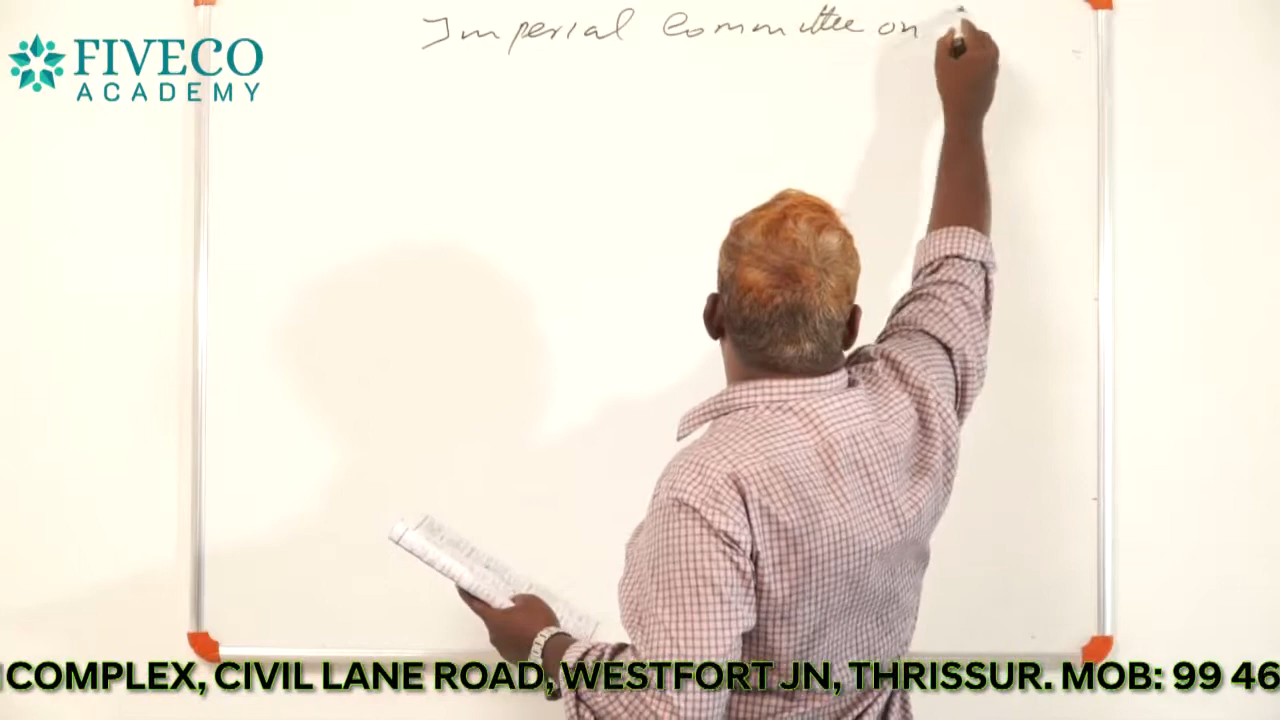 Imperial Committee on
FIVECO
ACADEMY
COMPLEX, CIVIL LANE ROAD, WESTFORT JN, THRISSUR. MOB: 99 46